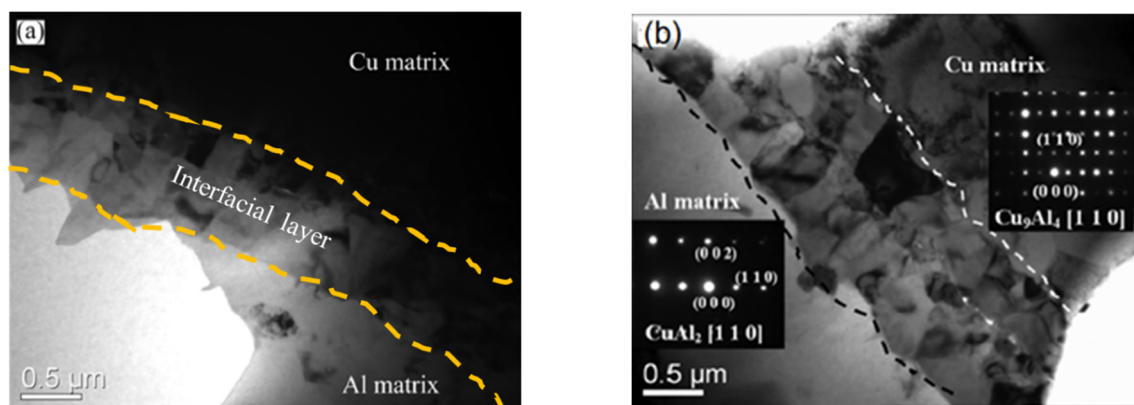 (a)
Cu matrix
Interfacial layer
Al matrix
0.5 μm
(b)
Cu matrix
(1 1 0)
(0 0 0)
Cu₉Al₄ [1 1 0]
Al matrix
(0 0 2)
(1 1 0)
(0 0 0)
CuAl₂ [1 1 0]
0.5 μm